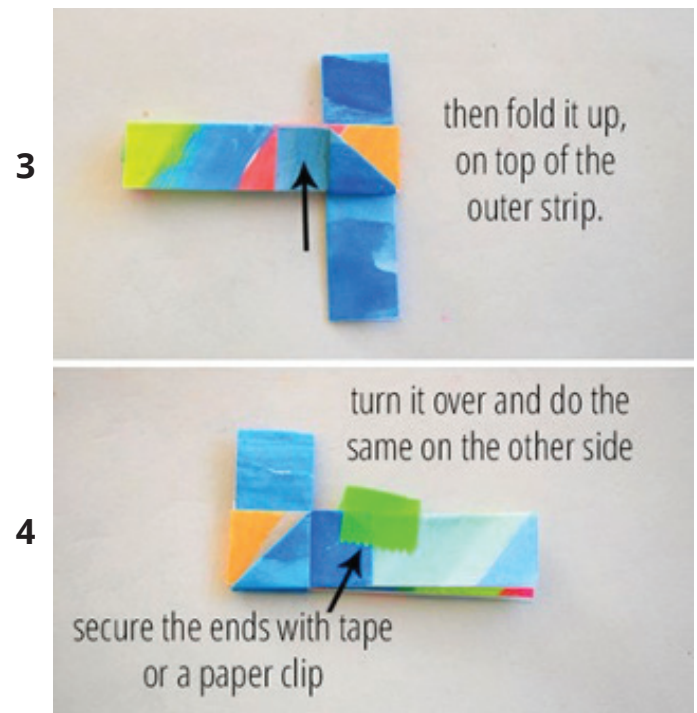 3
then fold it up,
on top of the
outer strip.
4
turn it over and do the
same on the other side
secure the ends with tape
or a paper clip